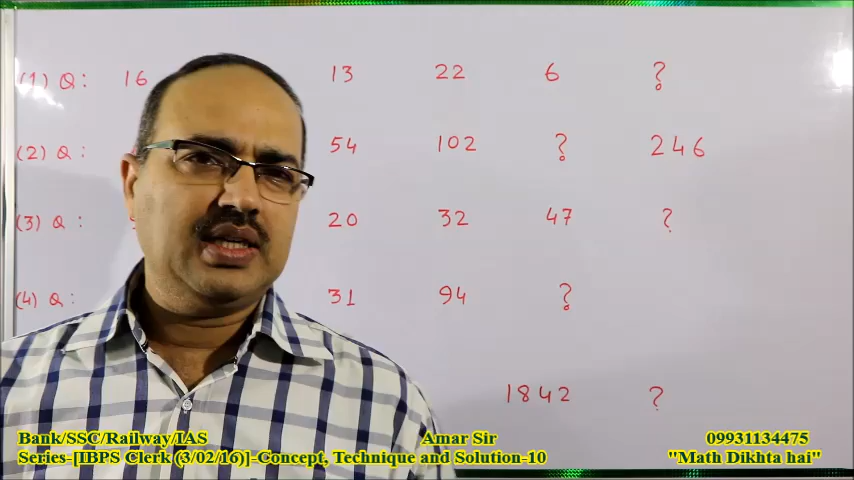 (1) Q: 16 13 22 6 ?
(2) Q: 54 102 ? 246
(3) Q: 20 32 47 ?
(4) Q: 31 94 ?
1842 ?
Bank/SSC/Railway/IAS Amar Sir 09931134475
Series-[IBPS Clerk (3/02/16)]-Concept, Technique and Solution-10 "Math Dikhta hai"